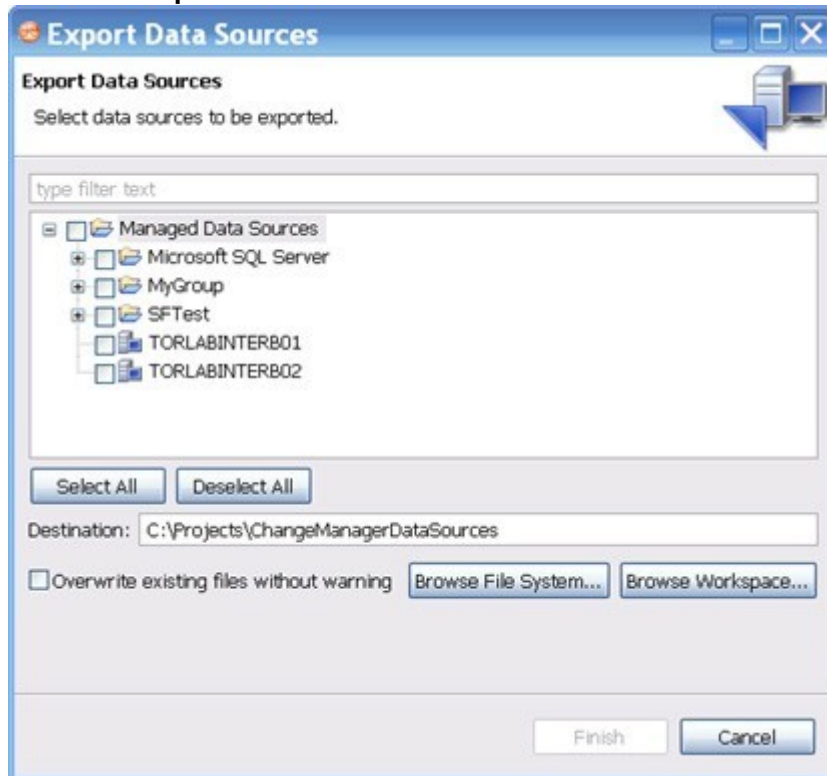 Export Data Sources
Export Data Sources
Select data sources to be exported.
type filter text
Managed Data Sources
Microsoft SQL Server
MyGroup
SFTest
TORLABINTERB01
TORLABINTERB02
Select All Deselect All
Destination: C:\Projects\ChangeManagerDataSources
Overwrite existing files without warning Browse File System... Browse Workspace...
Finish Cancel